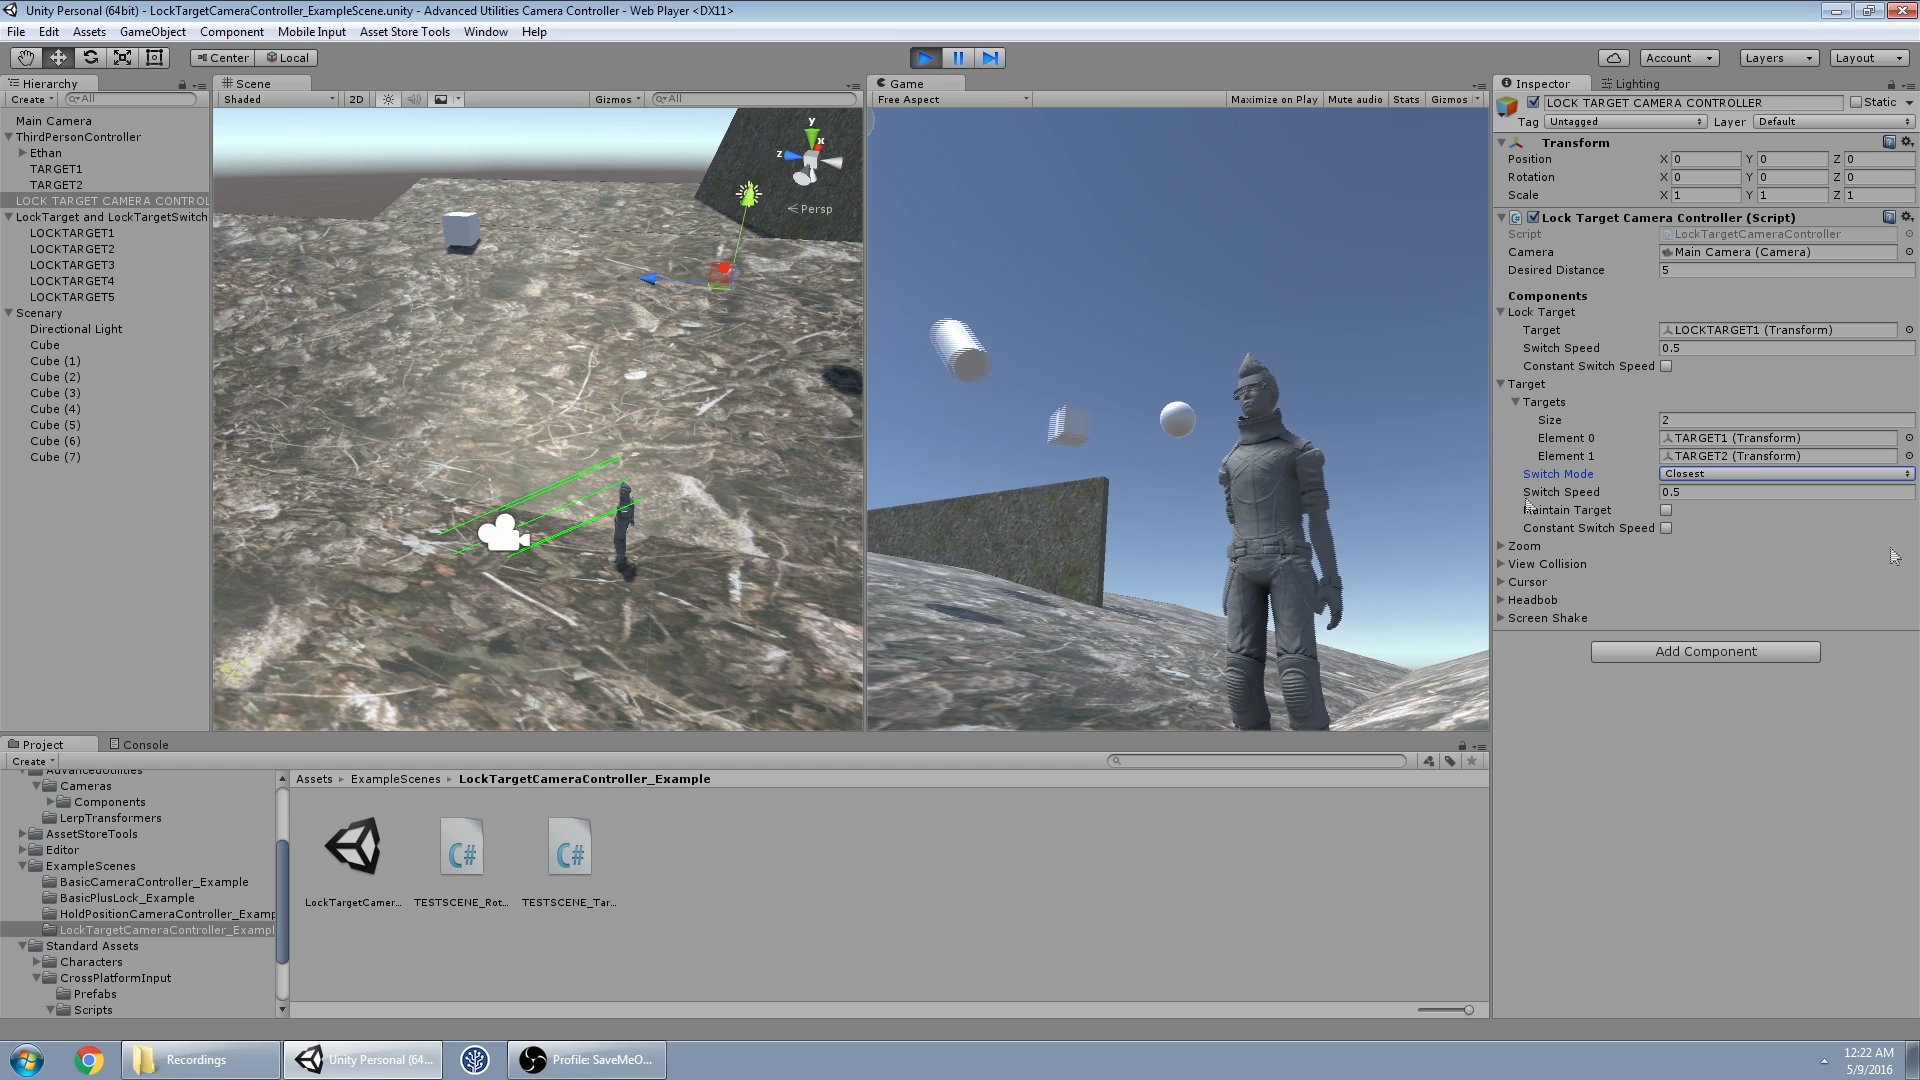 Unity Personal (64bit) - LockTargetCameraController_ExampleScene.unity - Advanced Utilities Camera Controller - Web Player <DX11>
File Edit Assets GameObject Component Mobile Input Asset Store Tools Window Help
Center Local Account Layers Layout
Hierarchy
Create All
Main Camera
ThirdPersonController
Ethan
TARGET1
TARGET2
LOCK TARGET CAMERA CONTROL
LockTarget and LockTargetSwitch
LOCKTARGET1
LOCKTARGET2
LOCKTARGET3
LOCKTARGET4
LOCKTARGET5
Scenary
Directional Light
Cube
Cube (1)
Cube (2)
Cube (3)
Cube (4)
Cube (5)
Cube (6)
Cube (7)
Scene
Shaded 2D Gizmos All
y
x
z
Persp
Game
Free Aspect Maximize on Play Mute audio Stats Gizmos
Inspector Lighting
LOCK TARGET CAMERA CONTROLLER Static
Tag Untagged Layer Default
Transform
Position X 0 Y 0 Z 0
Rotation X 0 Y 0 Z 0
Scale X 1 Y 1 Z 1
Lock Target Camera Controller (Script)
Script LockTargetCameraController
Camera Main Camera (Camera)
Desired Distance 5
Components
Lock Target
Target LOCKTARGET1 (Transform)
Switch Speed 0.5
Constant Switch Speed
Target
Targets
Size 2
Element 0 TARGET1 (Transform)
Element 1 TARGET2 (Transform)
Switch Mode Closest
Switch Speed 0.5
Maintain Target
Constant Switch Speed
Zoom
View Collision
Cursor
Headbob
Screen Shake
Add Component
Project Console
Create
AdvancedUtilities
Cameras
Components
LerpTransformers
AssetStoreTools
Editor
ExampleScenes
BasicCameraController_Example
BasicPlusLock_Example
HoldPositionCameraController_Examp
LockTargetCameraController_Exampl
Standard Assets
Characters
CrossPlatformInput
Prefabs
Scripts
Assets ExampleScenes LockTargetCameraController_Example
C# C#
LockTargetCamer... TESTSCENE_Rot... TESTSCENE_Tar...
Recordings Unity Personal (64... Profile: SaveMeO...
12:22 AM
5/9/2016